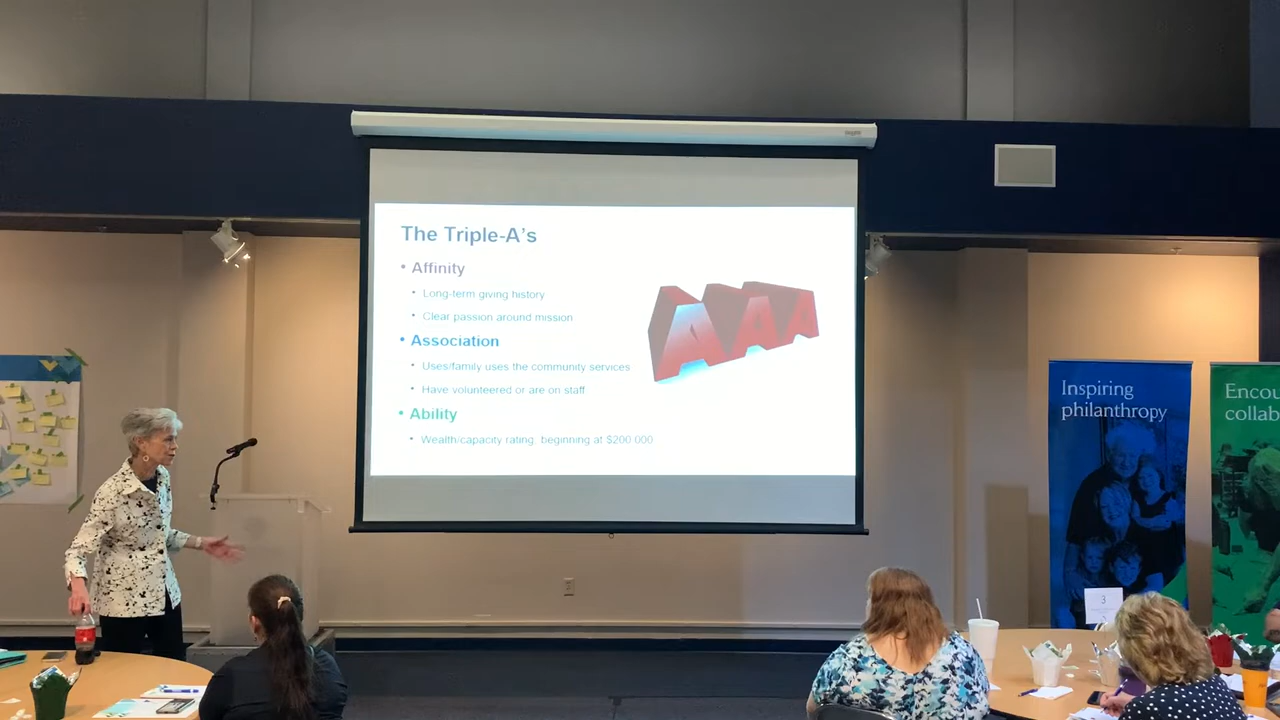 The Triple-A's
• Affinity
• Long-term giving history
• Clear passion around mission
• Association
• Uses/family uses the community services
• Have volunteered or are on staff
• Ability
• Wealth/capacity rating, beginning at $200 000
AAA
Inspiring
philanthropy
Encou
collab
3